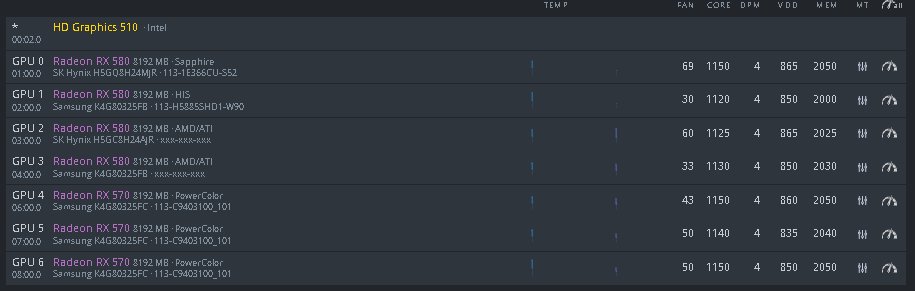 TEMP FAN CORE DPM VDD MEM MT all
* HD Graphics 510 · Intel
00:02.0
GPU 0 Radeon RX 580 8192 MB · Sapphire 69 1150 4 865 2050
01:00.0 SK Hynix H5GQ8H24MJR · 113-1E366CU-S52
GPU 1 Radeon RX 580 8192 MB · HIS 30 1120 4 850 2000
02:00.0 Samsung K4G80325FB · 113-H5885SHD1-W90
GPU 2 Radeon RX 580 8192 MB · AMD/ATI 60 1125 4 865 2025
03:00.0 SK Hynix H5GC8H24AJR · xxx-xxx-xxx
GPU 3 Radeon RX 580 8192 MB · AMD/ATI 33 1130 4 850 2030
04:00.0 Samsung K4G80325FB · xxx-xxx-xxx
GPU 4 Radeon RX 570 8192 MB · PowerColor 43 1150 4 860 2050
06:00.0 Samsung K4G80325FC · 113-C9403100_101
GPU 5 Radeon RX 570 8192 MB · PowerColor 50 1140 4 835 2040
07:00.0 Samsung K4G80325FC · 113-C9403100_101
GPU 6 Radeon RX 570 8192 MB · PowerColor 50 1150 4 850 2050
08:00.0 Samsung K4G80325FC · 113-C9403100_101